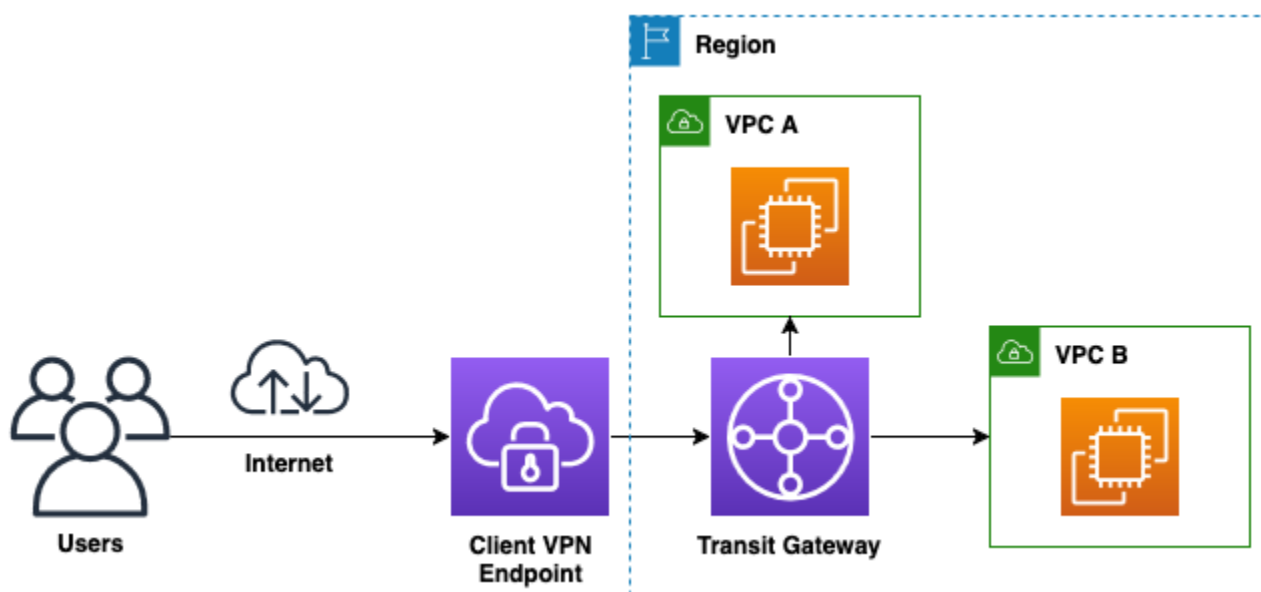 Region
VPC A
VPC B
Internet
Users
Client VPN
Endpoint
Transit Gateway